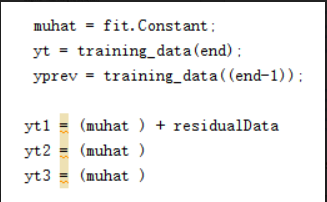 muhat = fit.Constant;
yt = training_data(end);
yprev = training_data((end-1));
yt1 = (muhat ) + residualData
yt2 = (muhat )
yt3 = (muhat )